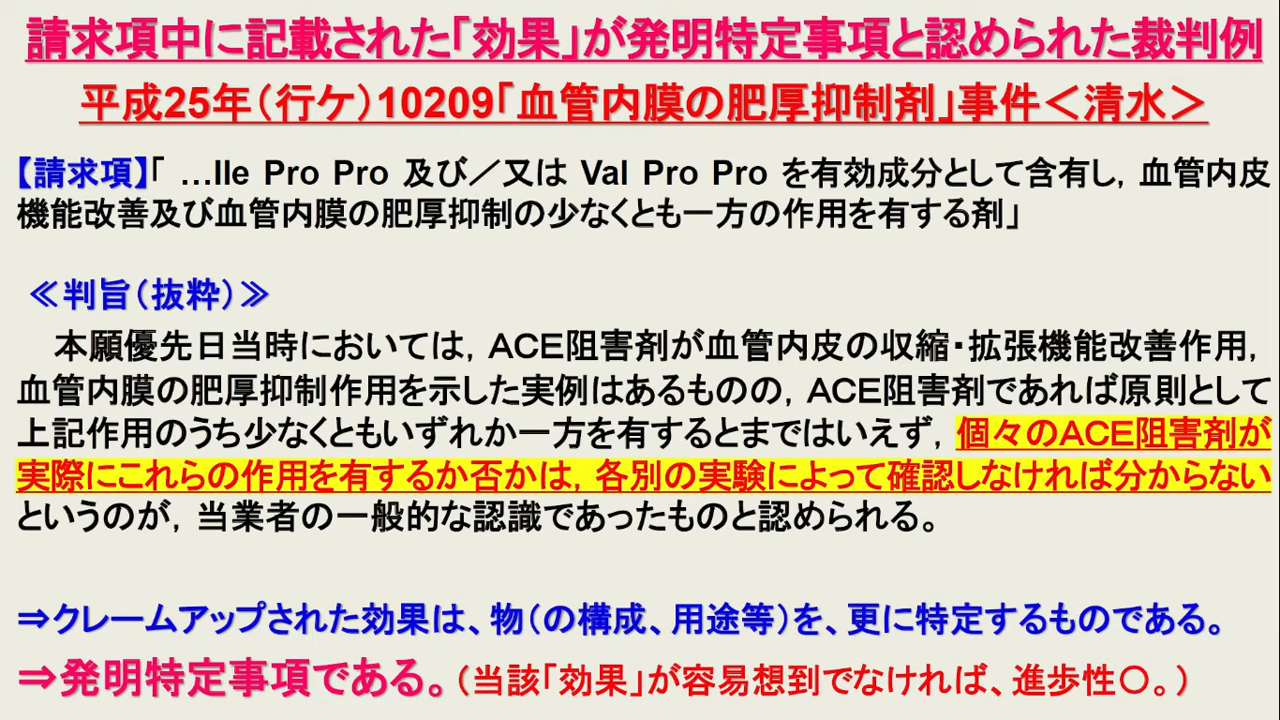 請求項中に記載された「効果」が発明特定事項と認められた裁判例
平成25年(行ケ)10209「血管内膜の肥厚抑制剤」事件＜清水＞
【請求項】「 …Ile Pro Pro 及び／又は Val Pro Pro を有効成分として含有し，血管内皮
機能改善及び血管内膜の肥厚抑制の少なくとも一方の作用を有する剤」
≪判旨(抜粋)≫
本願優先日当時においては，ＡＣＥ阻害剤が血管内皮の収縮・拡張機能改善作用，
血管内膜の肥厚抑制作用を示した実例はあるものの，ＡＣＥ阻害剤であれば原則として
上記作用のうち少なくともいずれか一方を有するとまではいえず，個々のＡＣＥ阻害剤が
実際にこれらの作用を有するか否かは，各別の実験によって確認しなければ分からない
というのが，当業者の一般的な認識であったものと認められる。
⇒クレームアップされた効果は、物(の構成、用途等)を、更に特定するものである。
⇒発明特定事項である。(当該「効果」が容易想到でなければ、進歩性〇。)